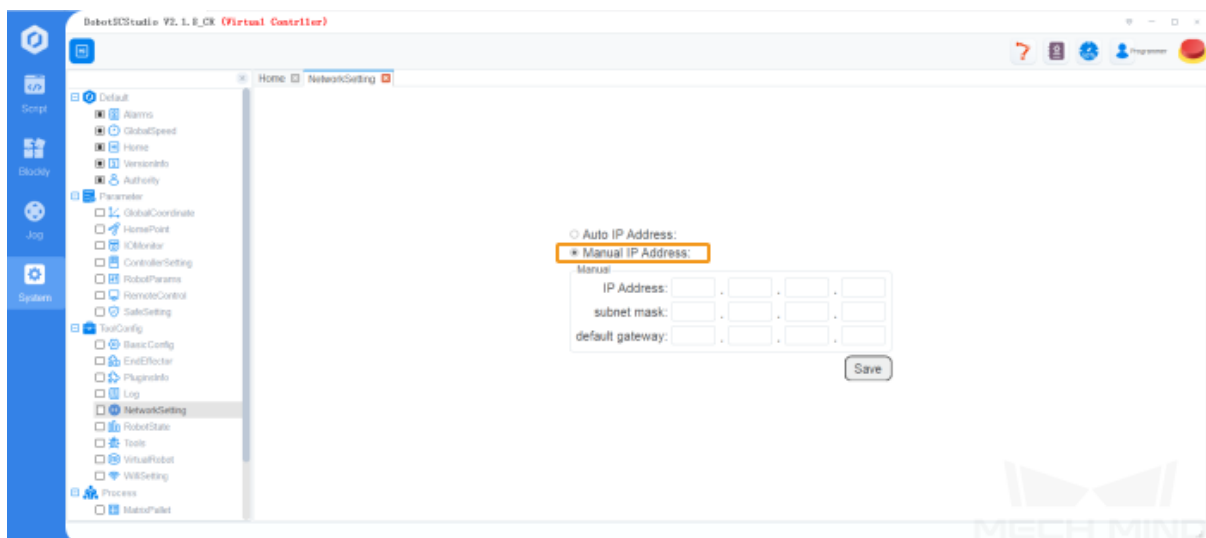 DobotSCStudio V2.1.0_CR (Virtual Contrller)
Programmer
Home NetworkSetting
Script
Blockly
Jog
System
Default
Alarms
GlobalSpeed
Home
VersionInfo
Authority
Parameter
GlobalCoordinate
HomePoint
IOMonitor
ControllerSetting
RobotParams
RemoteControl
SafeSetting
ToolConfig
BasicConfig
EndEffector
PluginsInfo
Log
NetworkSetting
RobotState
Tools
VirtualRobot
WifiSetting
Process
MatrixPallet
Auto IP Address:
Manual IP Address:
Manual
IP Address: . . .
subnet mask: . . .
default gateway: . . .
Save
MECH MIND